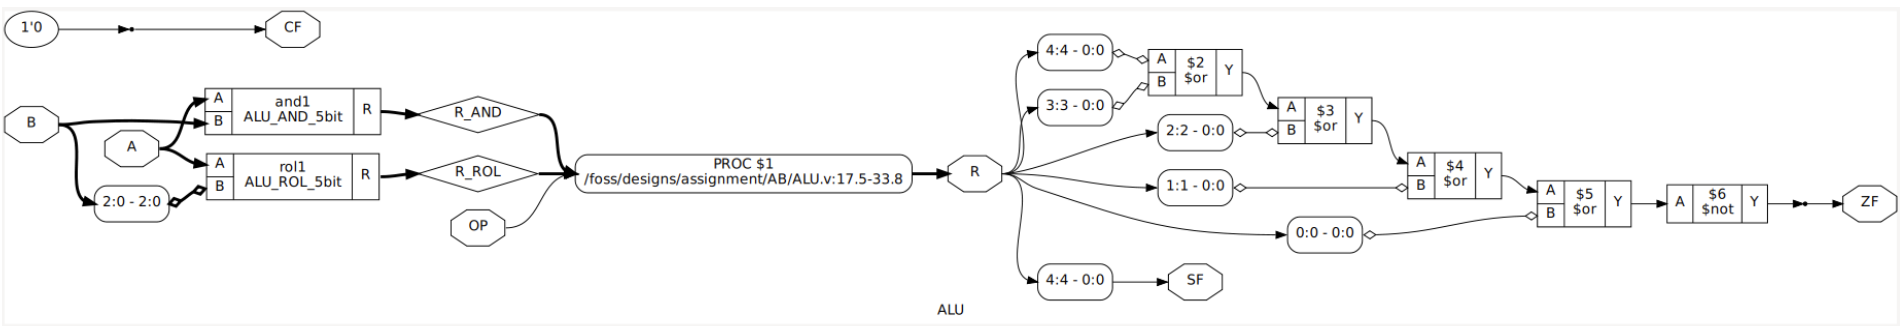 1'0
CF
B
A
2:0 - 2:0
A
B
and1
ALU_AND_5bit
R
A
B
rol1
ALU_ROL_5bit
R
R_AND
R_ROL
OP
PROC $1
/foss/designs/assignment/AB/ALU.v:17.5-33.8
R
4:4 - 0:0
3:3 - 0:0
2:2 - 0:0
1:1 - 0:0
0:0 - 0:0
4:4 - 0:0
SF
A
B
$2
$or
Y
A
B
$3
$or
Y
A
B
$4
$or
Y
A
B
$5
$or
Y
A
$6
$not
Y
ZF
ALU